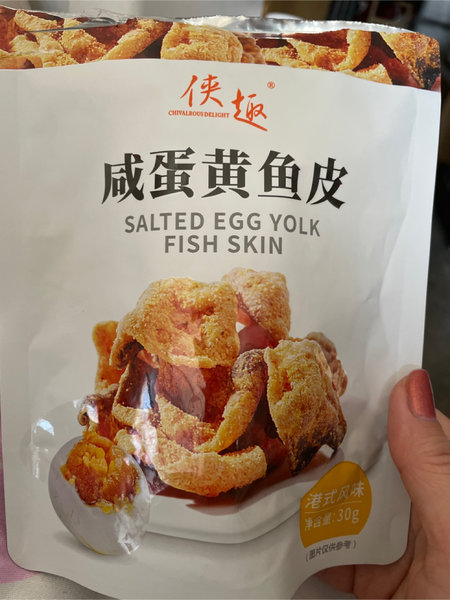 侠趣®
CHIVALROUS DELIGHT
咸蛋黄鱼皮
SALTED EGG YOLK
FISH SKIN
港式风味
净含量:30g
(图片仅供参考)